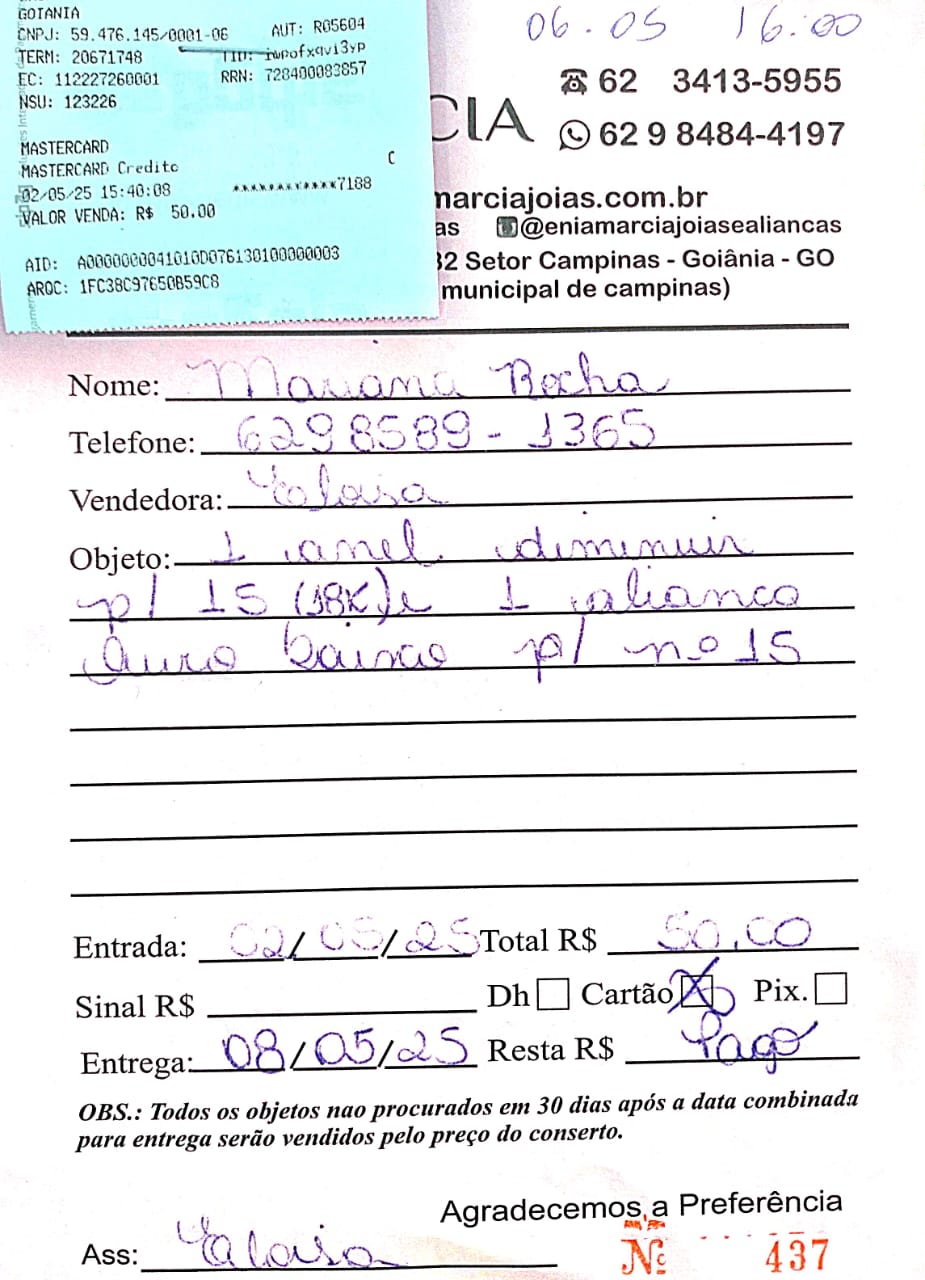 GOIANIA
CNPJ: 59.476.145/0001-06 AUT: R05604
TERM: 20671748 TID: iwpofxqvi3yp
EC: 112227260001 RRN: 728400083857
NSU: 123226
MASTERCARD
MASTERCARD Credito C
02/05/25 15:40:08 ************7188
VALOR VENDA: R$ 50.00
AID: A0000000041010D076130100000003
ARQC: 1FC38C97650B59C8
06.05 16:00
62 3413-5955
CIA
62 9 8484-4197
marciajoias.com.br
as @eniamarciajoiasealiancas
32 Setor Campinas - Goiânia - GO
municipal de campinas)
Nome: Mariana Rocha
Telefone: 6298589-1365
Vendedora: Eloisa
Objeto: 1 anel diminuir
p/ 15 (18K) e 1 alianca
Ouro baixo p/ nº 15
Entrada: 02/05/25 Total R$ 50,00
Sinal R$ Dh Cartão X Pix.
Entrega: 08/05/25 Resta R$ Pago
OBS.: Todos os objetos nao procurados em 30 dias após a data combinada
para entrega serão vendidos pelo preço do conserto.
Agradecemos a Preferência
Ass: Eloisa Nº 437